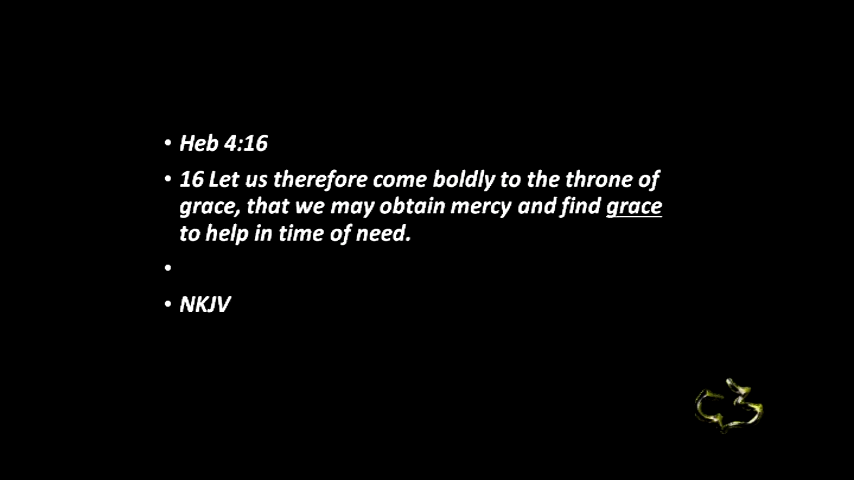 • Heb 4:16
• 16 Let us therefore come boldly to the throne of
grace, that we may obtain mercy and find grace
to help in time of need.
•
• NKJV
C3